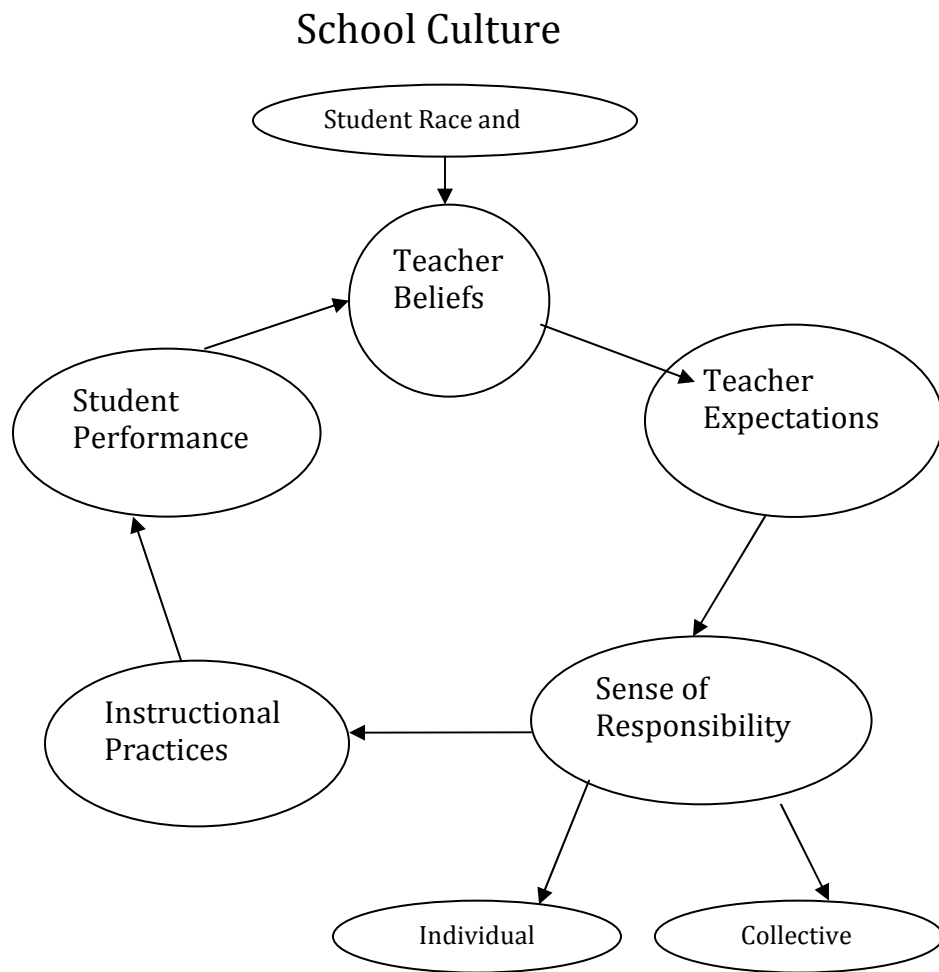 School Culture
Student Race and
Teacher
Beliefs
Teacher
Expectations
Student
Performance
Sense of
Responsibility
Instructional
Practices
Individual
Collective